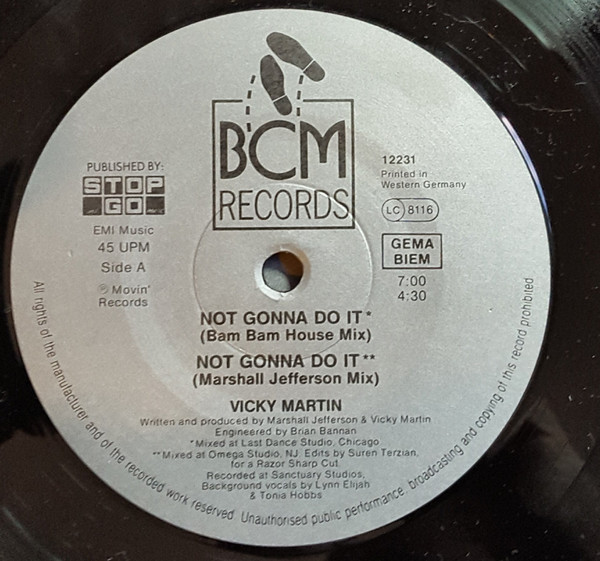 BCM
RECORDS
PUBLISHED BY:
STOP
GO
EMI Music
45 UPM
Side A
℗ Movin'
Records
12231
Printed in
Western Germany
LC 8116
GEMA
BIEM
7:00
4:30
NOT GONNA DO IT*
(Bam Bam House Mix)
NOT GONNA DO IT**
(Marshall Jefferson Mix)
VICKY MARTIN
Written and produced by Marshall Jefferson & Vicky Martin
Engineered by Brian Bannan
*Mixed at Last Dance Studio, Chicago
**Mixed at Omega Studio, NJ. Edits by Suren Terzian,
for a Razor Sharp Cut
Recorded at Sanctuary Studios,
Background vocals by Lynn Elijah
& Tonia Hobbs
All rights of the manufacturer and of the recorded work reserved. Unauthorised public performance, broadcasting and copying of this record prohibited